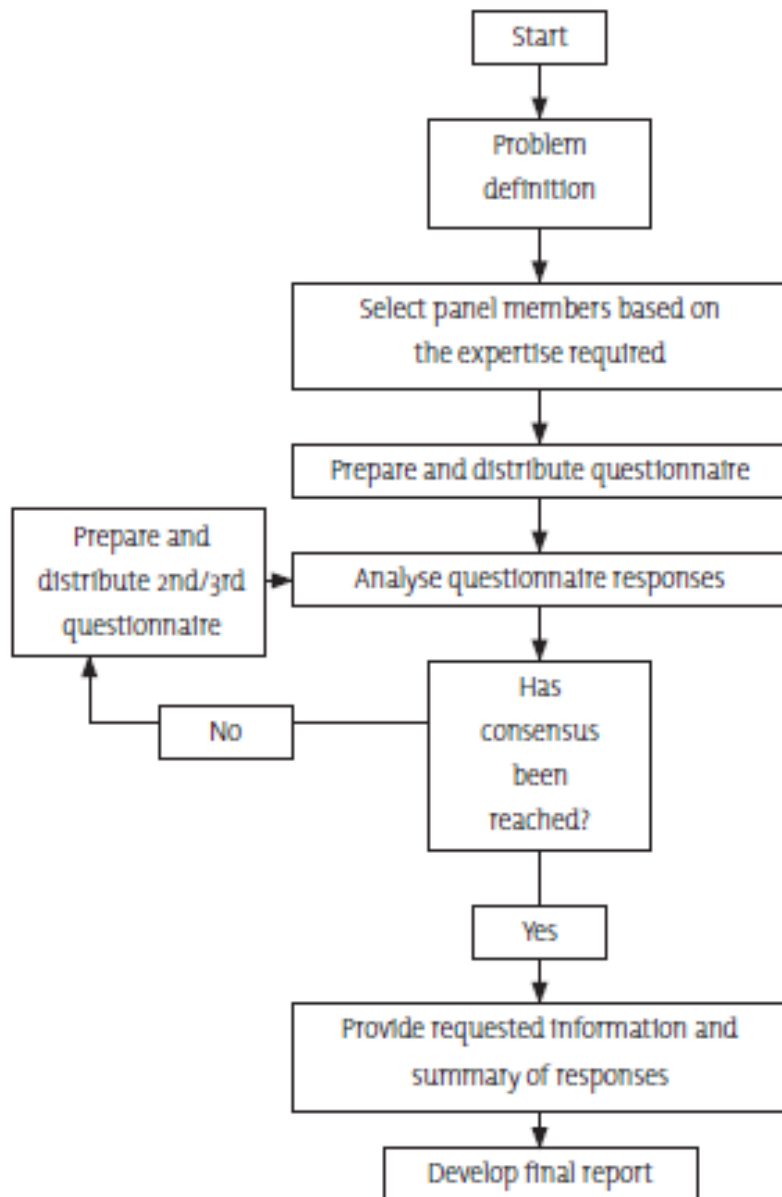 Start
Problem
definition
Select panel members based on
the expertise required
Prepare and distribute questionnaire
Prepare and
distribute 2nd/3rd
questionnaire
Analyse questionnaire responses
Has
consensus
been
reached?
No
Yes
Provide requested information and
summary of responses
Develop final report